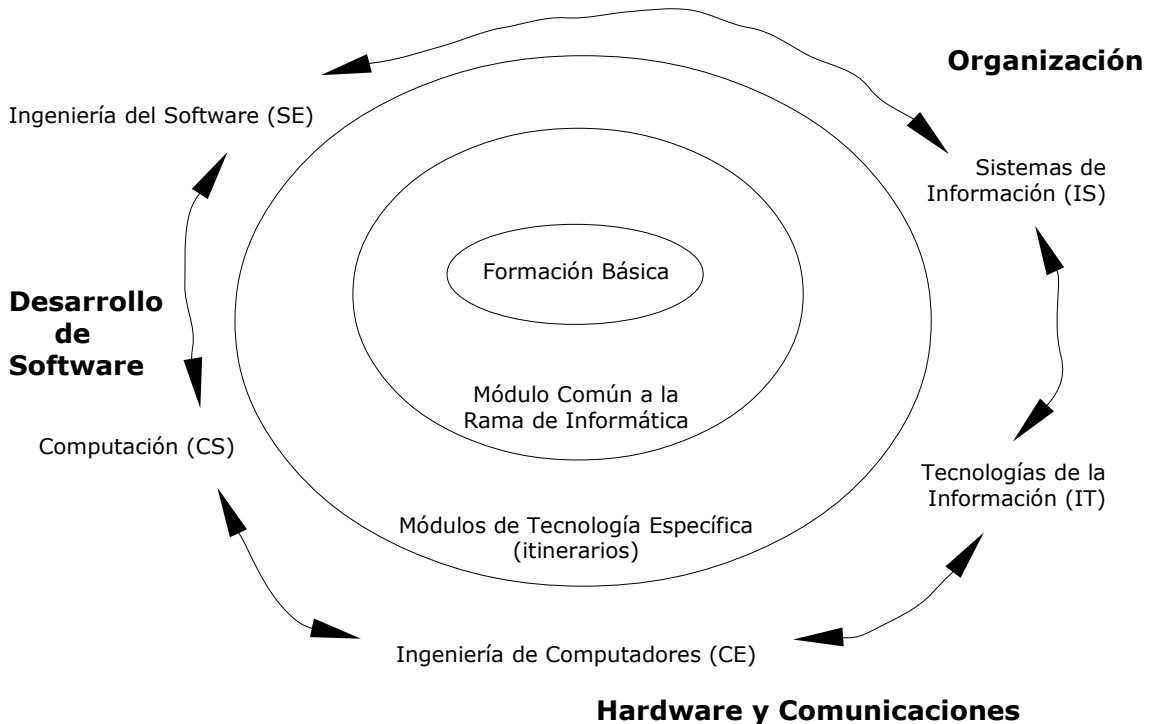 Organización
Ingeniería del Software (SE)
Sistemas de
Información (IS)
Formación Básica
Desarrollo
de
Software
Módulo Común a la
Rama de Informática
Computación (CS)
Tecnologías de la
Información (IT)
Módulos de Tecnología Específica
(itinerarios)
Ingeniería de Computadores (CE)
Hardware y Comunicaciones